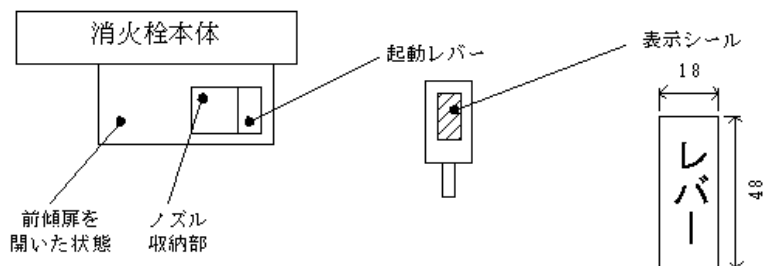 消火栓本体
起動レバー
表示シール
18
レバー
48
前傾扉を
開いた状態
ノズル
収納部